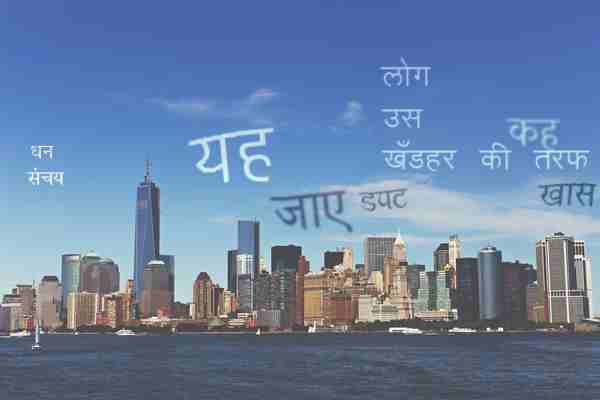 लोग
उस
खँडहर की तरफ
कह
यह
धन
संचय
जाए
डपट
खास